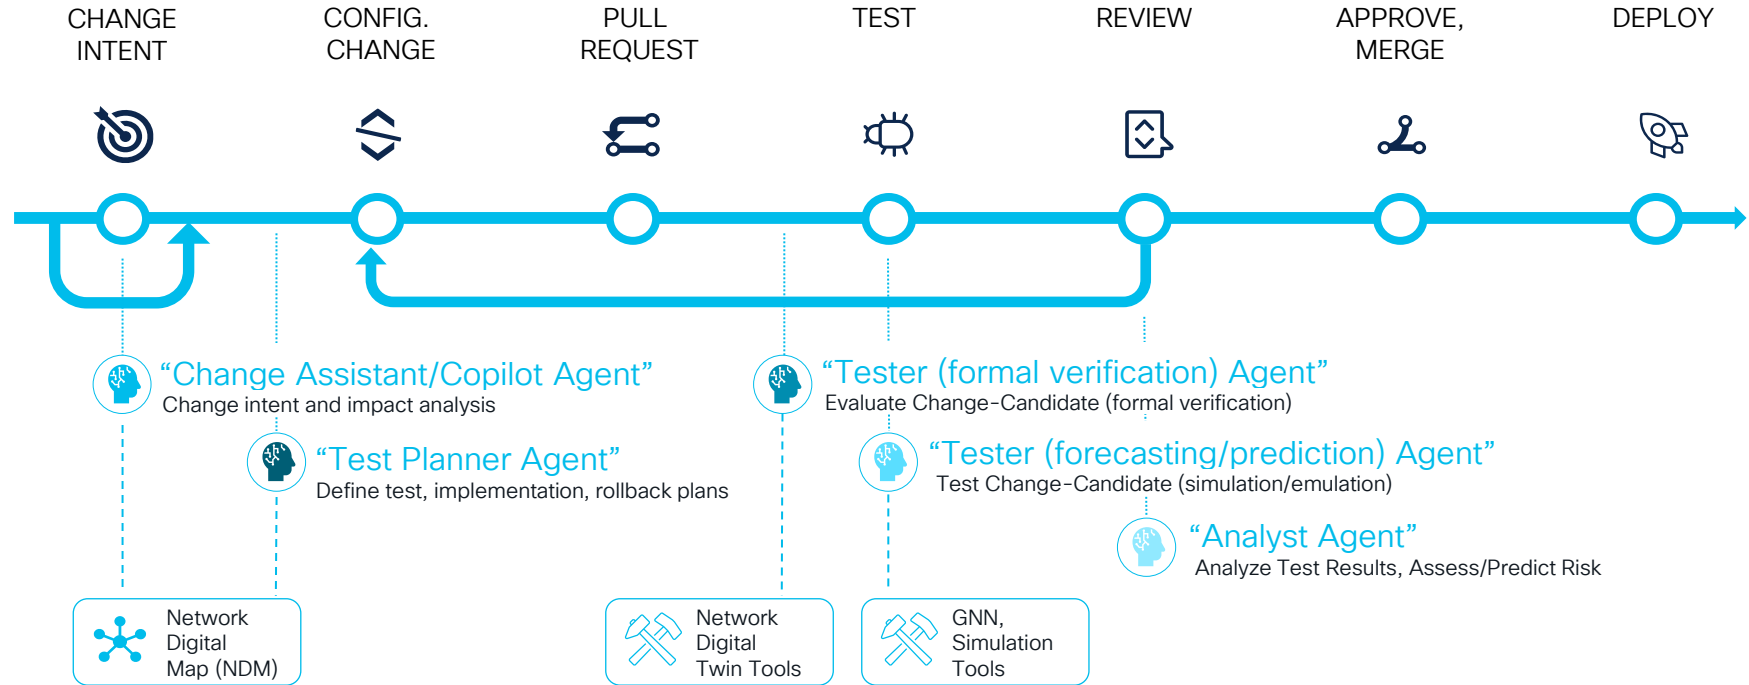 CHANGE
INTENT
CONFIG.
CHANGE
PULL
REQUEST
TEST
REVIEW
APPROVE,
MERGE
DEPLOY
“Change Assistant/Copilot Agent”
Change intent and impact analysis
“Test Planner Agent”
Define test, implementation, rollback plans
“Tester (formal verification) Agent”
Evaluate Change-Candidate (formal verification)
“Tester (forecasting/prediction) Agent”
Test Change-Candidate (simulation/emulation)
“Analyst Agent”
Analyze Test Results, Assess/Predict Risk
Network
Digital
Map (NDM)
Network
Digital
Twin Tools
GNN,
Simulation
Tools